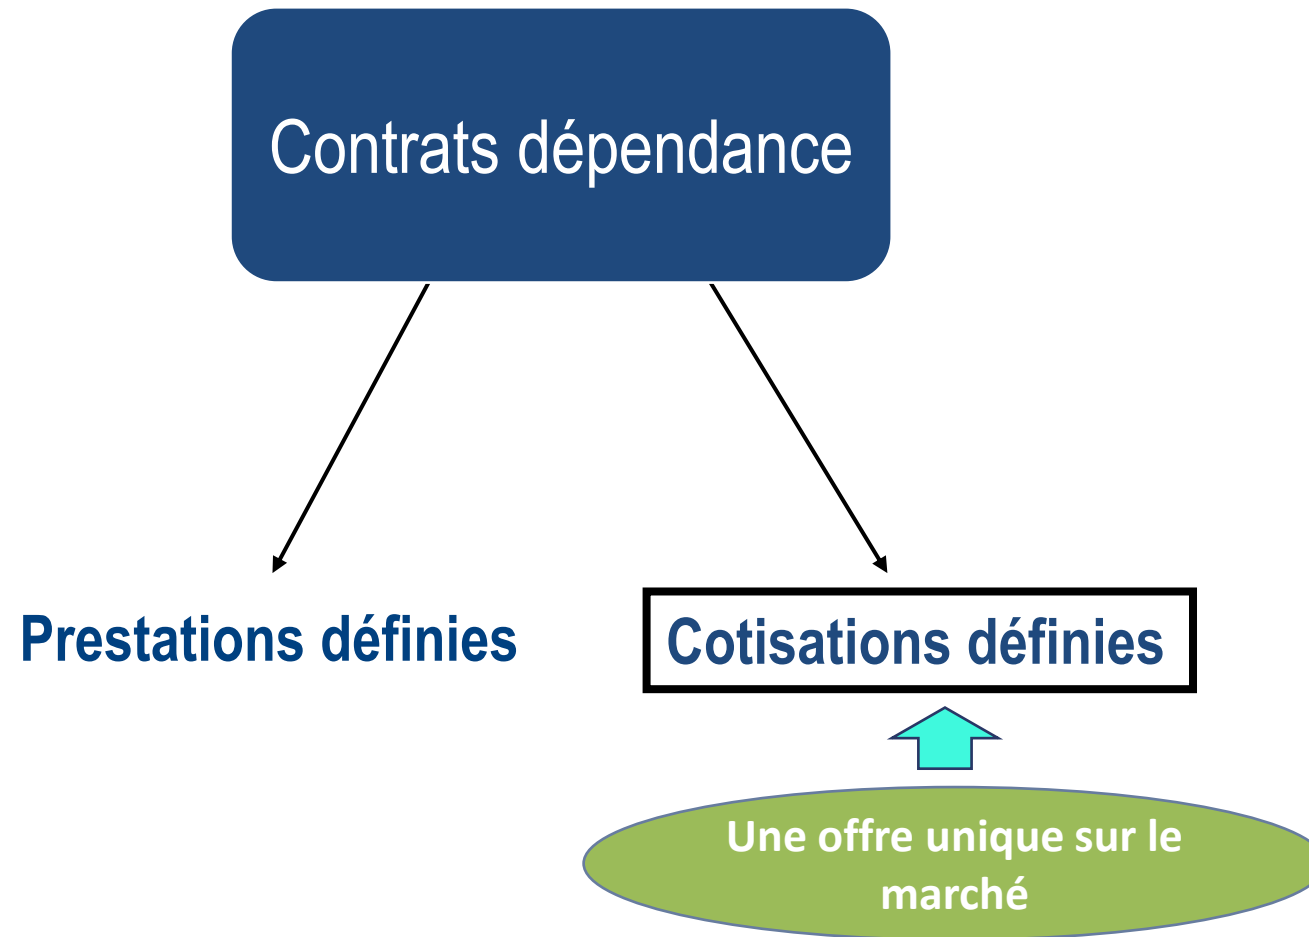 Contrats dépendance
Prestations définies
Cotisations définies
Une offre unique sur le
marché